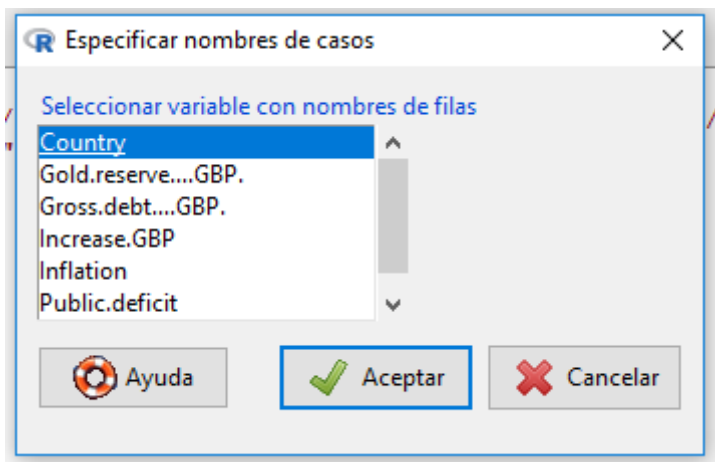 Especificar nombres de casos
Seleccionar variable con nombres de filas
Country
Gold.reserve....GBP.
Gross.debt....GBP.
Increase.GBP
Inflation
Public.deficit
Ayuda
Aceptar
Cancelar